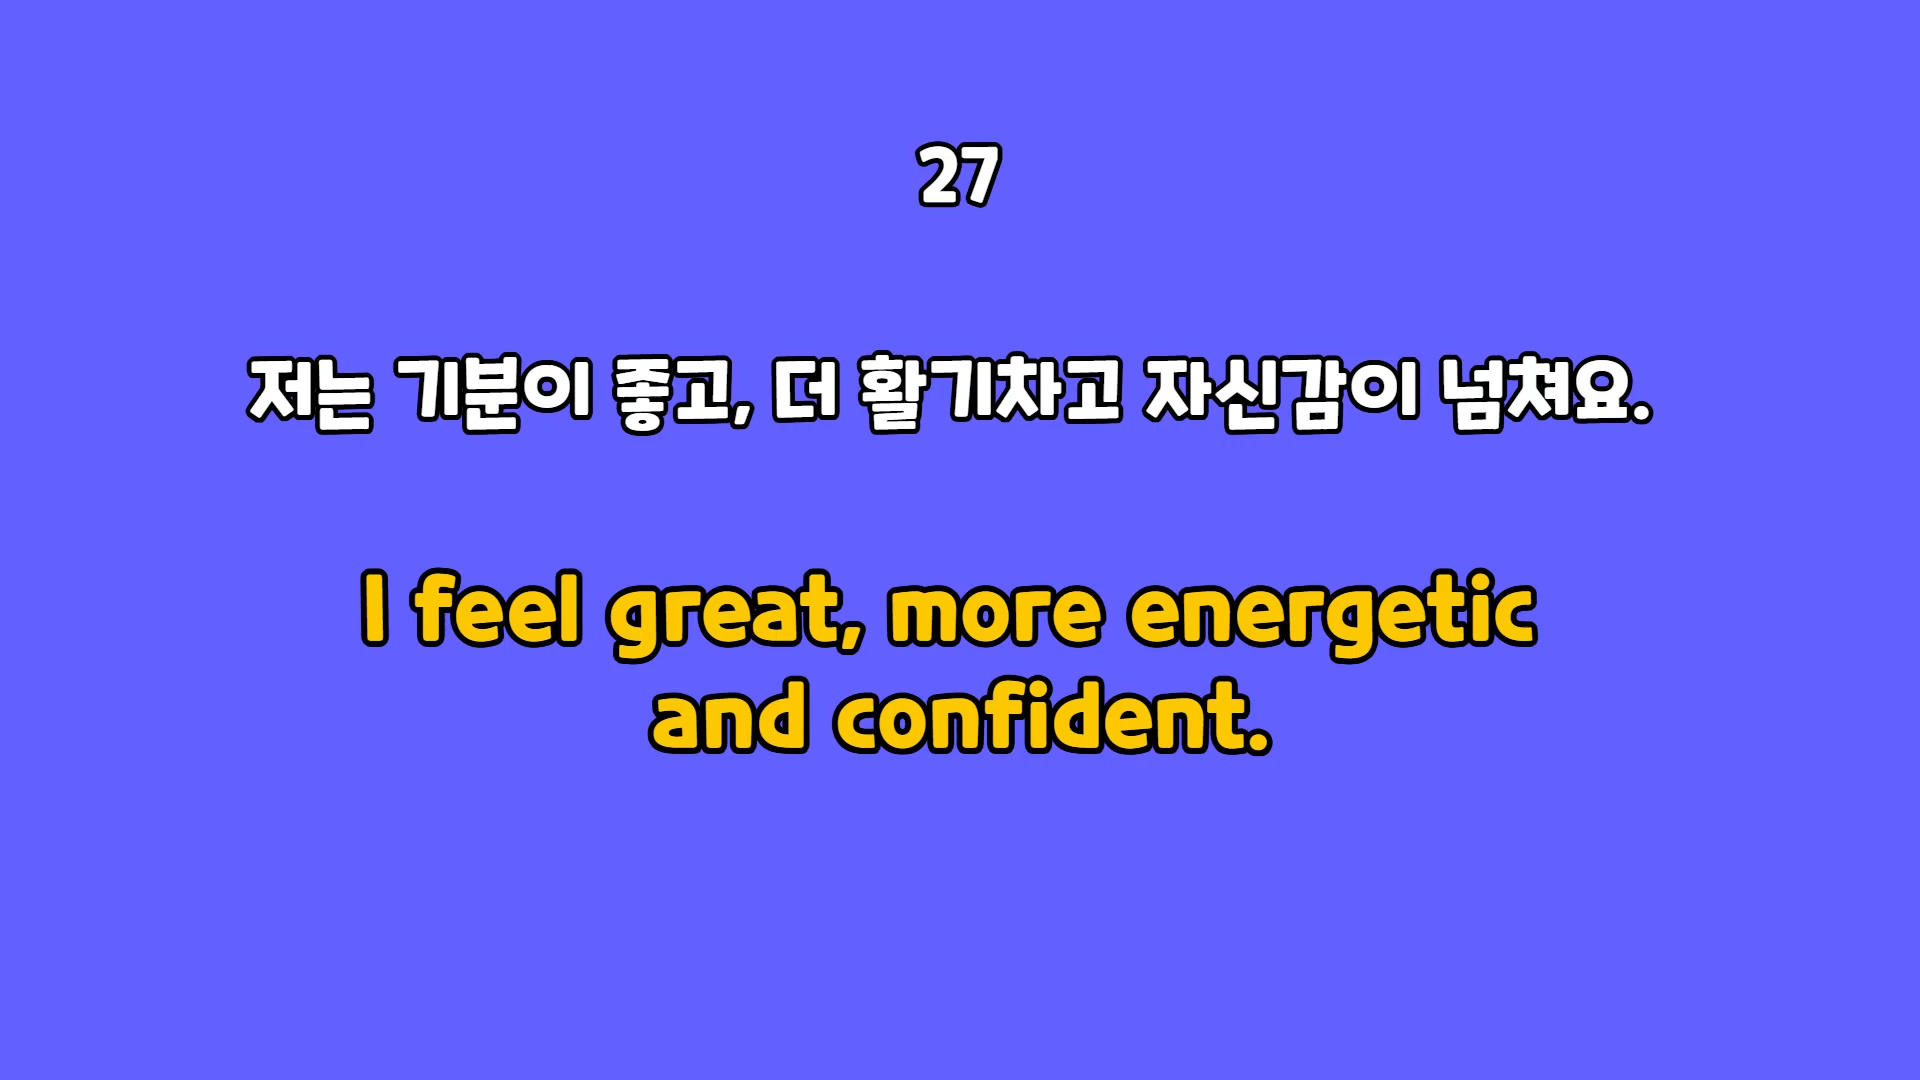 27
저는 기분이 좋고, 더 활기차고 자신감이 넘쳐요.
I feel great, more energetic
and confident.